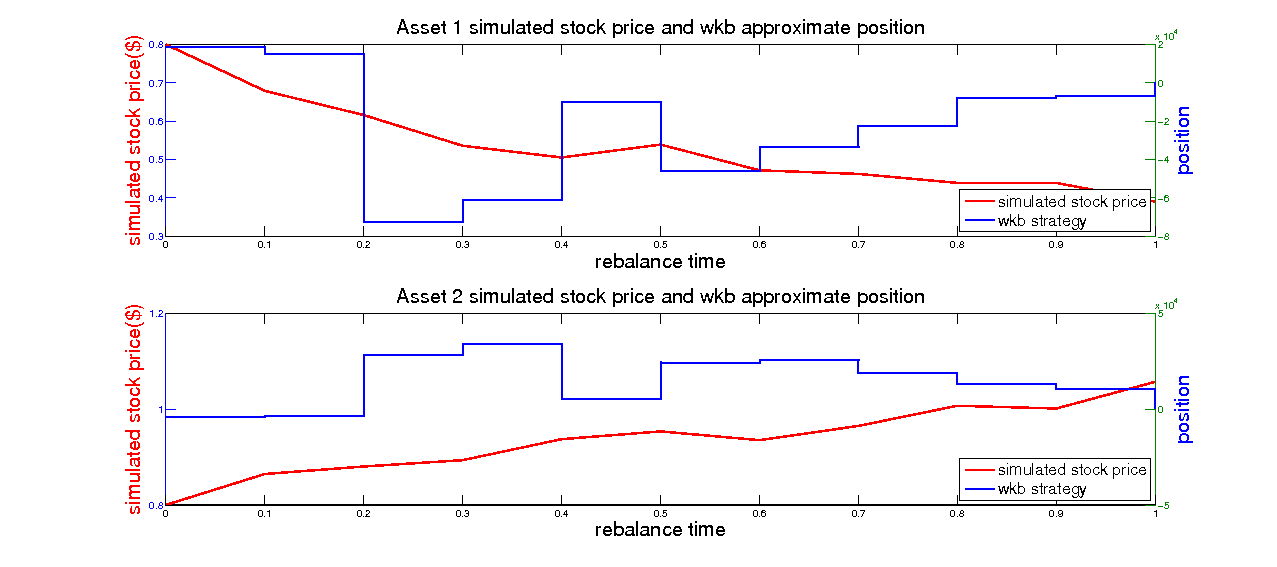 Asset 1 simulated stock price and wkb approximate position
x 10^4
simulated stock price($)
0.8
0.7
0.6
0.5
0.4
0.3
2
0
−2
−4
−6
−8
position
simulated stock price
wkb strategy
0 0.1 0.2 0.3 0.4 0.5 0.6 0.7 0.8 0.9 1
rebalance time
Asset 2 simulated stock price and wkb approximate position
x 10^4
simulated stock price($)
1.2
1
0.8
5
0
−5
position
simulated stock price
wkb strategy
0 0.1 0.2 0.3 0.4 0.5 0.6 0.7 0.8 0.9 1
rebalance time